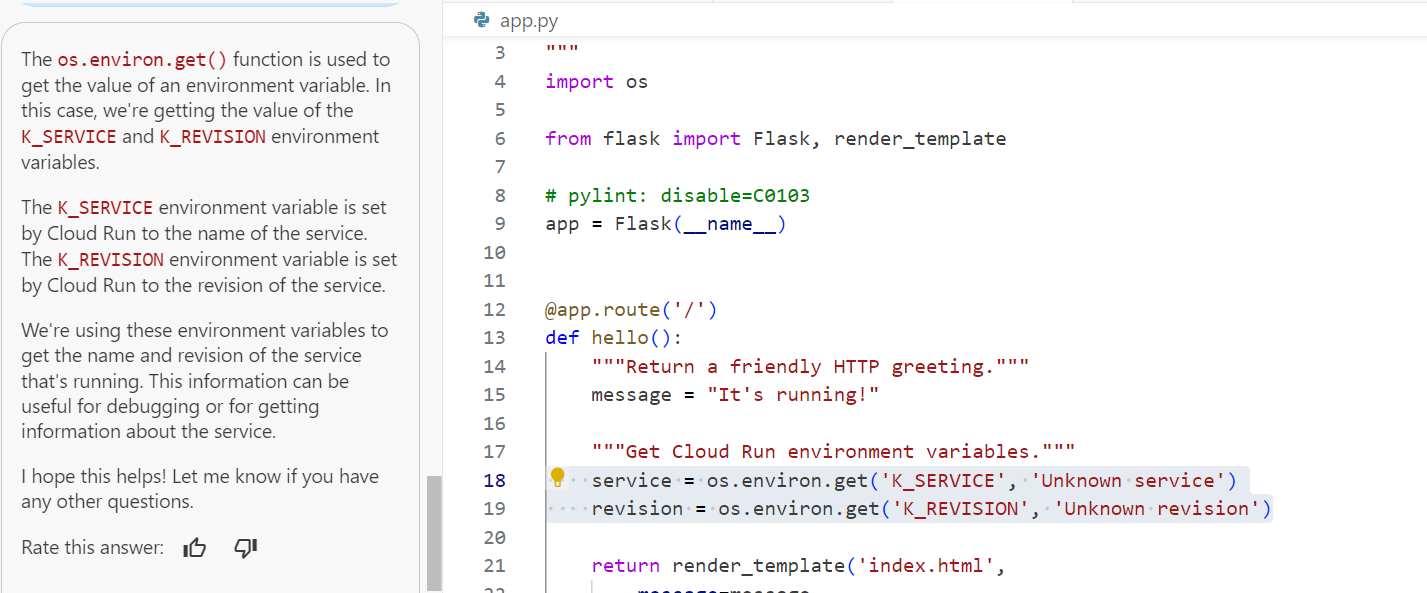 The os.environ.get() function is used to
get the value of an environment variable. In
this case, we're getting the value of the
K_SERVICE and K_REVISION environment
variables.
The K_SERVICE environment variable is set
by Cloud Run to the name of the service.
The K_REVISION environment variable is set
by Cloud Run to the revision of the service.
We're using these environment variables to
get the name and revision of the service
that's running. This information can be
useful for debugging or for getting
information about the service.
I hope this helps! Let me know if you have
any other questions.
Rate this answer:
app.py
3 """
4 import os
5
6 from flask import Flask, render_template
7
8 # pylint: disable=C0103
9 app = Flask(__name__)
10
11
12 @app.route('/')
13 def hello():
14     """Return a friendly HTTP greeting."""
15     message = "It's running!"
16
17     """Get Cloud Run environment variables."""
18     service = os.environ.get('K_SERVICE', 'Unknown service')
19     revision = os.environ.get('K_REVISION', 'Unknown revision')
20
21     return render_template('index.html',
22         message=message